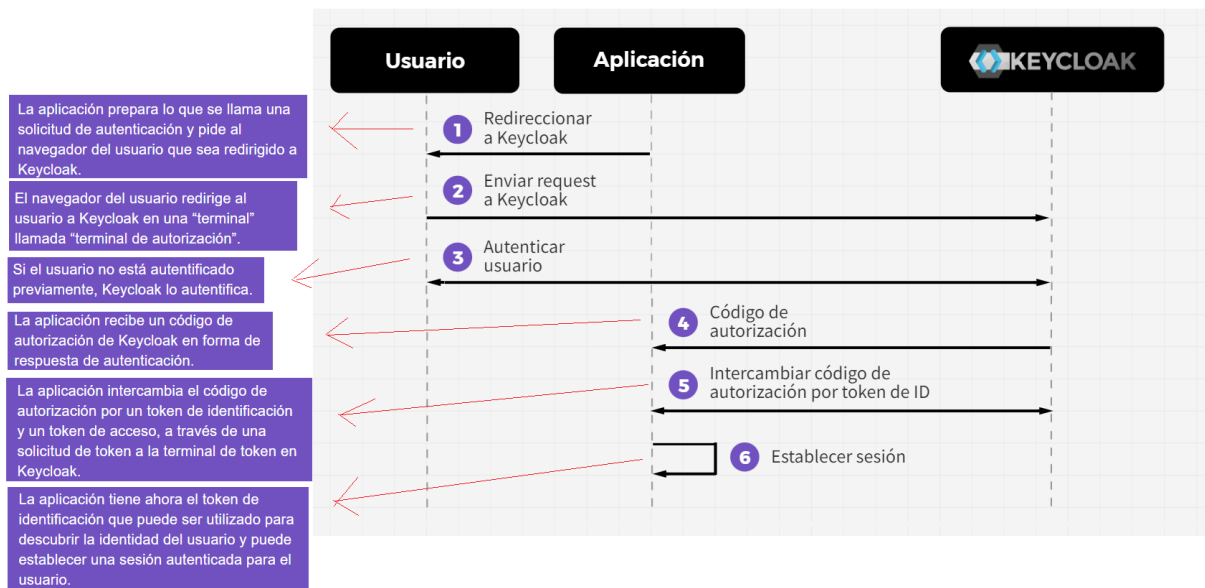 Usuario
Aplicación
KEYCLOAK
La aplicación prepara lo que se llama una
solicitud de autenticación y pide al
navegador del usuario que sea redirigido a
Keycloak.
1
Redireccionar
a Keycloak
El navegador del usuario redirige al
usuario a Keycloak en una “terminal”
llamada “terminal de autorización”.
2
Enviar request
a Keycloak
Si el usuario no está autentificado
previamente, Keycloak lo autentifica.
3
Autenticar
usuario
La aplicación recibe un código de
autorización de Keycloak en forma de
respuesta de autenticación.
4
Código de
autorización
La aplicación intercambia el código de
autorización por un token de identificación
y un token de acceso, a través de una
solicitud de token a la terminal de token en
Keycloak.
5
Intercambiar código de
autorización por token de ID
La aplicación tiene ahora el token de
identificación que puede ser utilizado para
descubrir la identidad del usuario y puede
establecer una sesión autenticada para el
usuario.
6
Establecer sesión